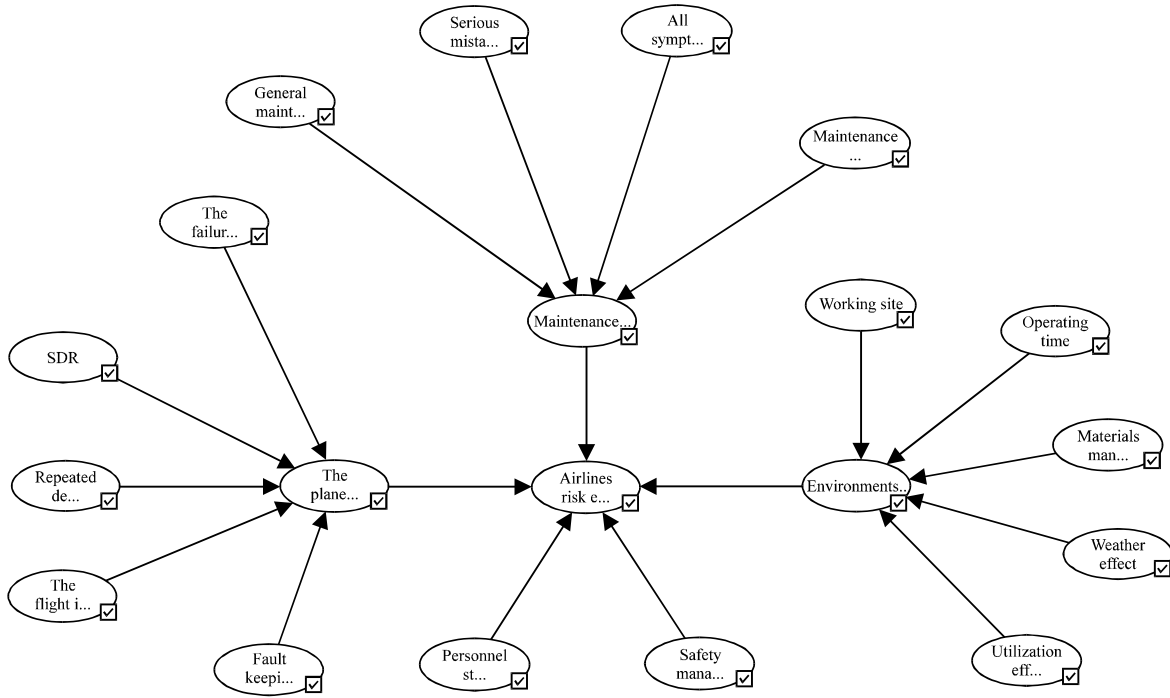 Serious
mista...
All
sympt...
General
maint...
Maintenance
...
The
failur...
Maintenance...
Working site
Operating
time
SDR
Materials
man...
Repeated
de...
The
plane...
Airlines
risk e...
Environments..
Weather
effect
The
flight i...
Fault
keepi...
Personnel
st...
Safety
mana...
Utilization
eff...